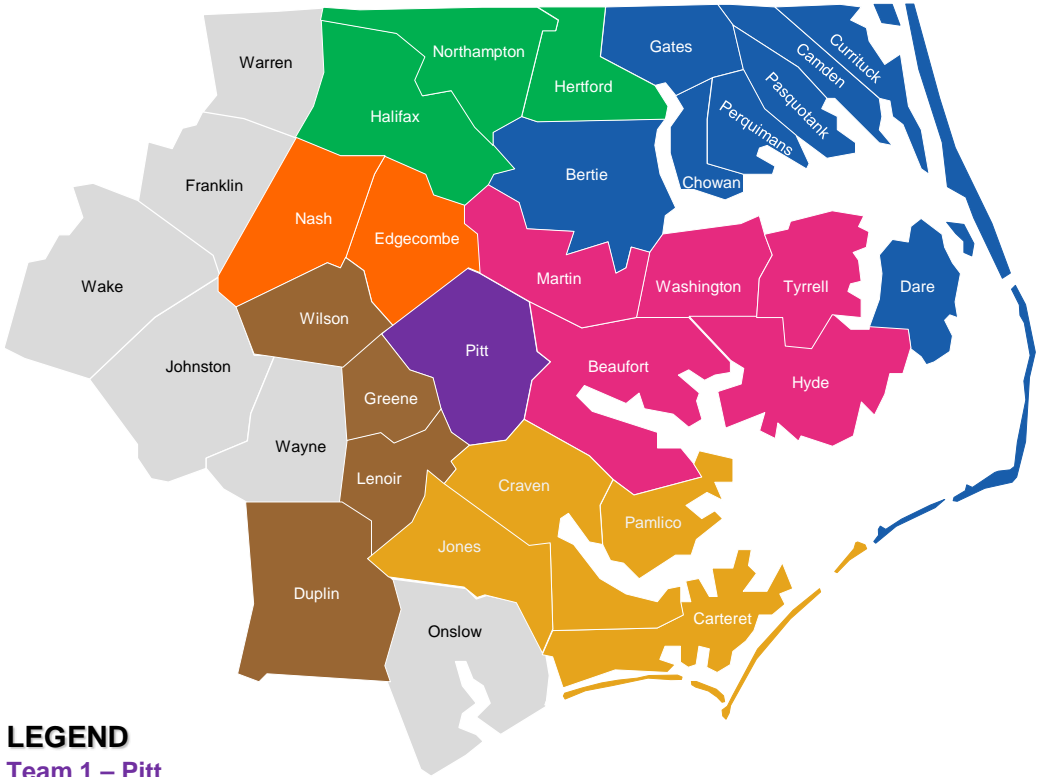 Warren
Northampton
Gates
Currituck
Camden
Hertford
Halifax
Pasquotank
Perquimans
Franklin
Bertie
Chowan
Nash
Edgecombe
Wake
Martin
Washington
Tyrrell
Dare
Wilson
Pitt
Johnston
Beaufort
Hyde
Greene
Wayne
Lenoir
Craven
Pamlico
Jones
Duplin
Carteret
Onslow
LEGEND
Team 1 – Pitt